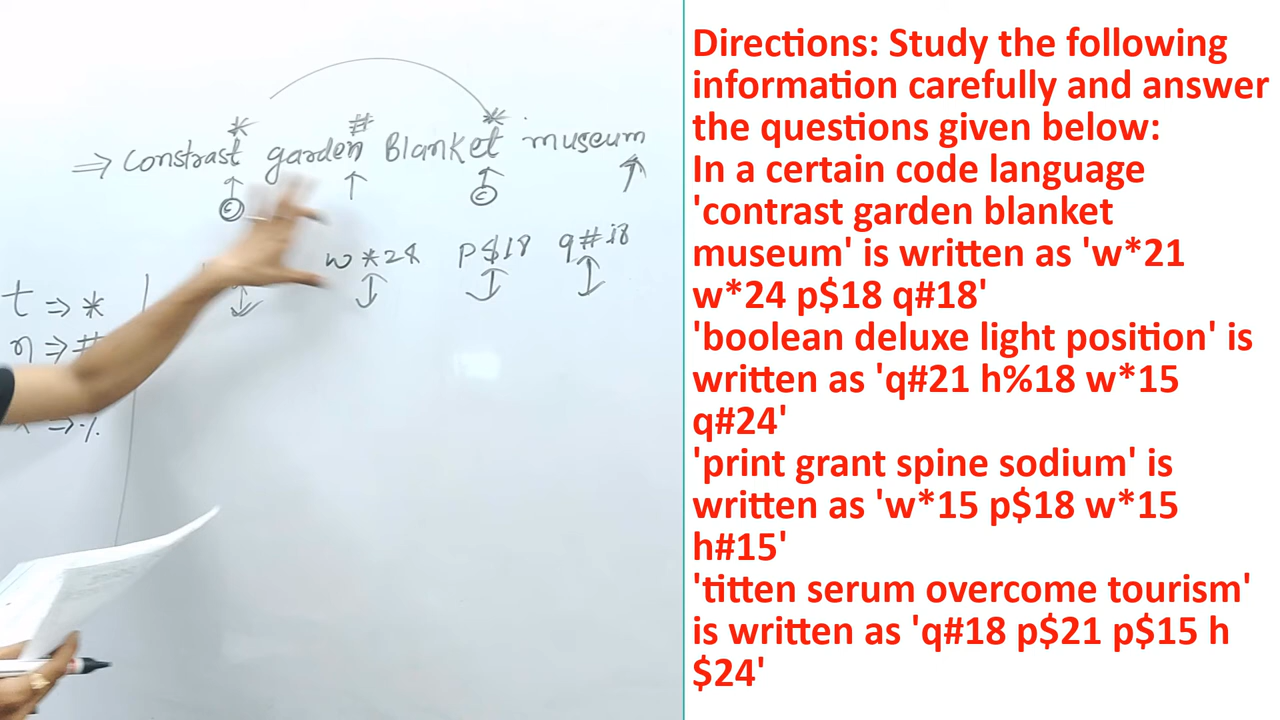 * # *
⇒ Constrast garden Blanket museum
c c
w*24 p$18 q#18
t ⇒ *
n ⇒ #
⇒ %
Directions: Study the following
information carefully and answer
the questions given below:
In a certain code language
'contrast garden blanket
museum' is written as 'w*21
w*24 p$18 q#18'
'boolean deluxe light position' is
written as 'q#21 h%18 w*15
q#24'
'print grant spine sodium' is
written as 'w*15 p$18 w*15
h#15'
'titten serum overcome tourism'
is written as 'q#18 p$21 p$15 h
$24'